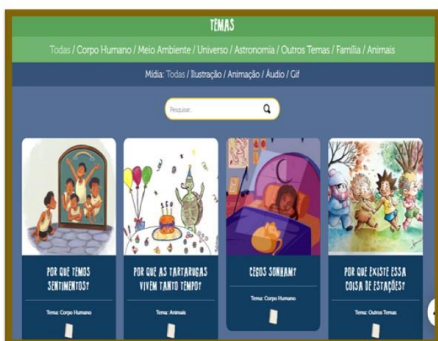 TEMAS
Todas / Corpo Humano / Meio Ambiente / Universo / Astronomia / Outros Temas / Família / Animais
Mídia: Todas / Ilustração / Animação / Áudio / Gif
Pesquise...
POR QUE TEMOS
SENTIMENTOS?
Tema: Corpo Humano
POR QUE AS TARTARUGAS
VIVEM TANTO TEMPO?
Tema: Animais
C
CEGOS SONHAM?
Tema: Corpo Humano
POR QUE EXISTE ESSA
COISA DE ESTAÇÕES?
Tema: Outros Temas